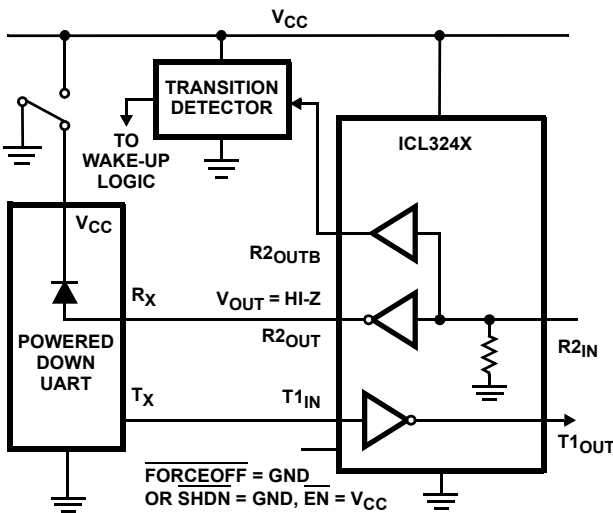 VCC
TRANSITION
DETECTOR
TO
WAKE-UP
LOGIC
ICL324X
VCC
R2OUTB
RX
VOUT = HI-Z
POWERED
DOWN
UART
R2OUT
R2IN
TX
T1IN
T1OUT
FORCEOFF = GND
OR SHDN = GND, EN = VCC